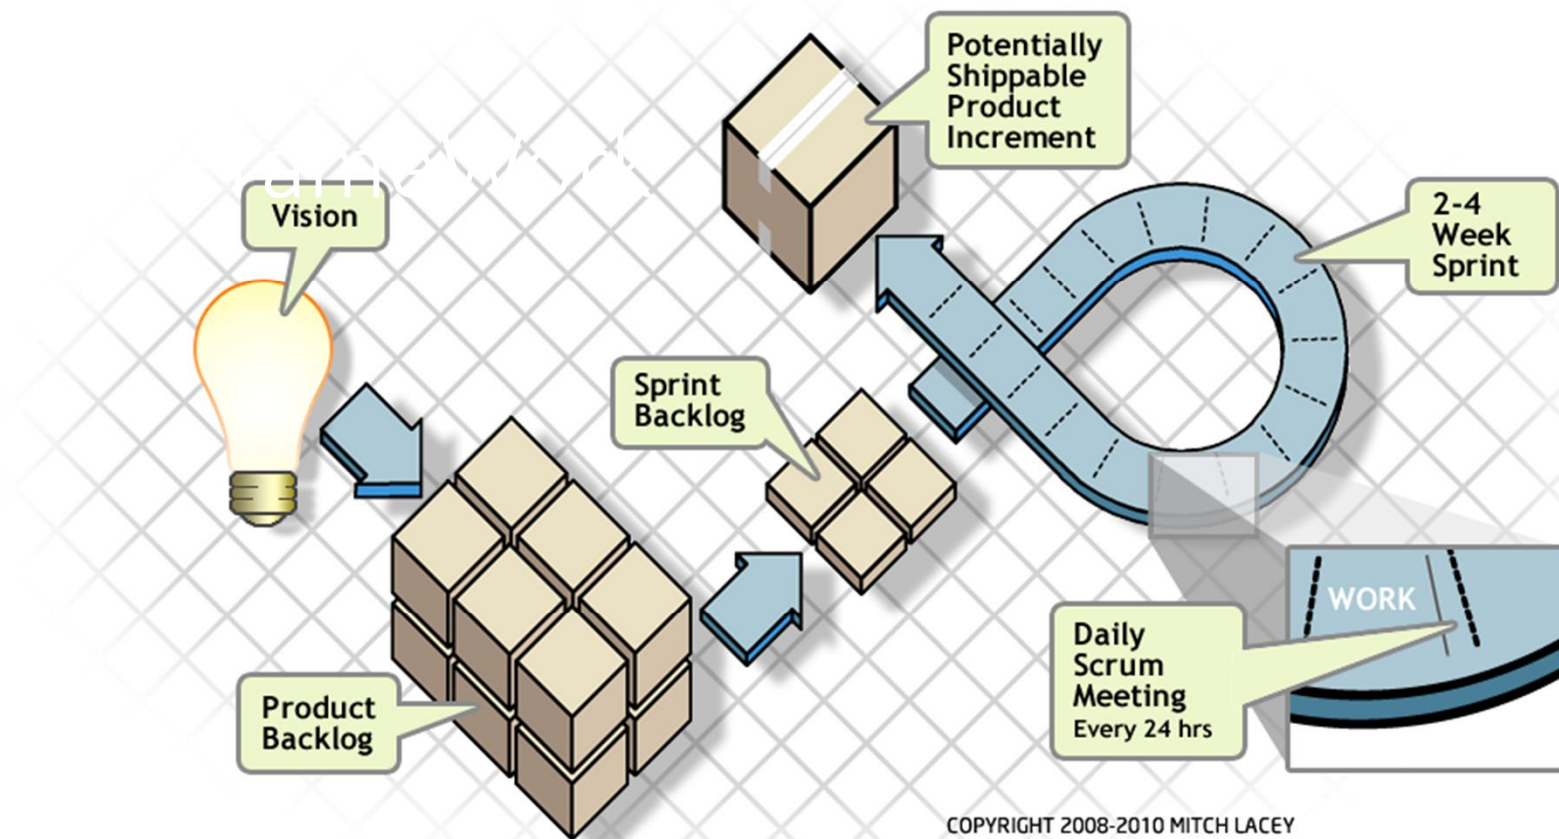 Potentially
Shippable
Product
Increment
FrameWork
Vision
2-4
Week
Sprint
Sprint
Backlog
WORK
Daily
Scrum
Meeting
Every 24 hrs
Product
Backlog
COPYRIGHT 2008-2010 MITCH LACEY